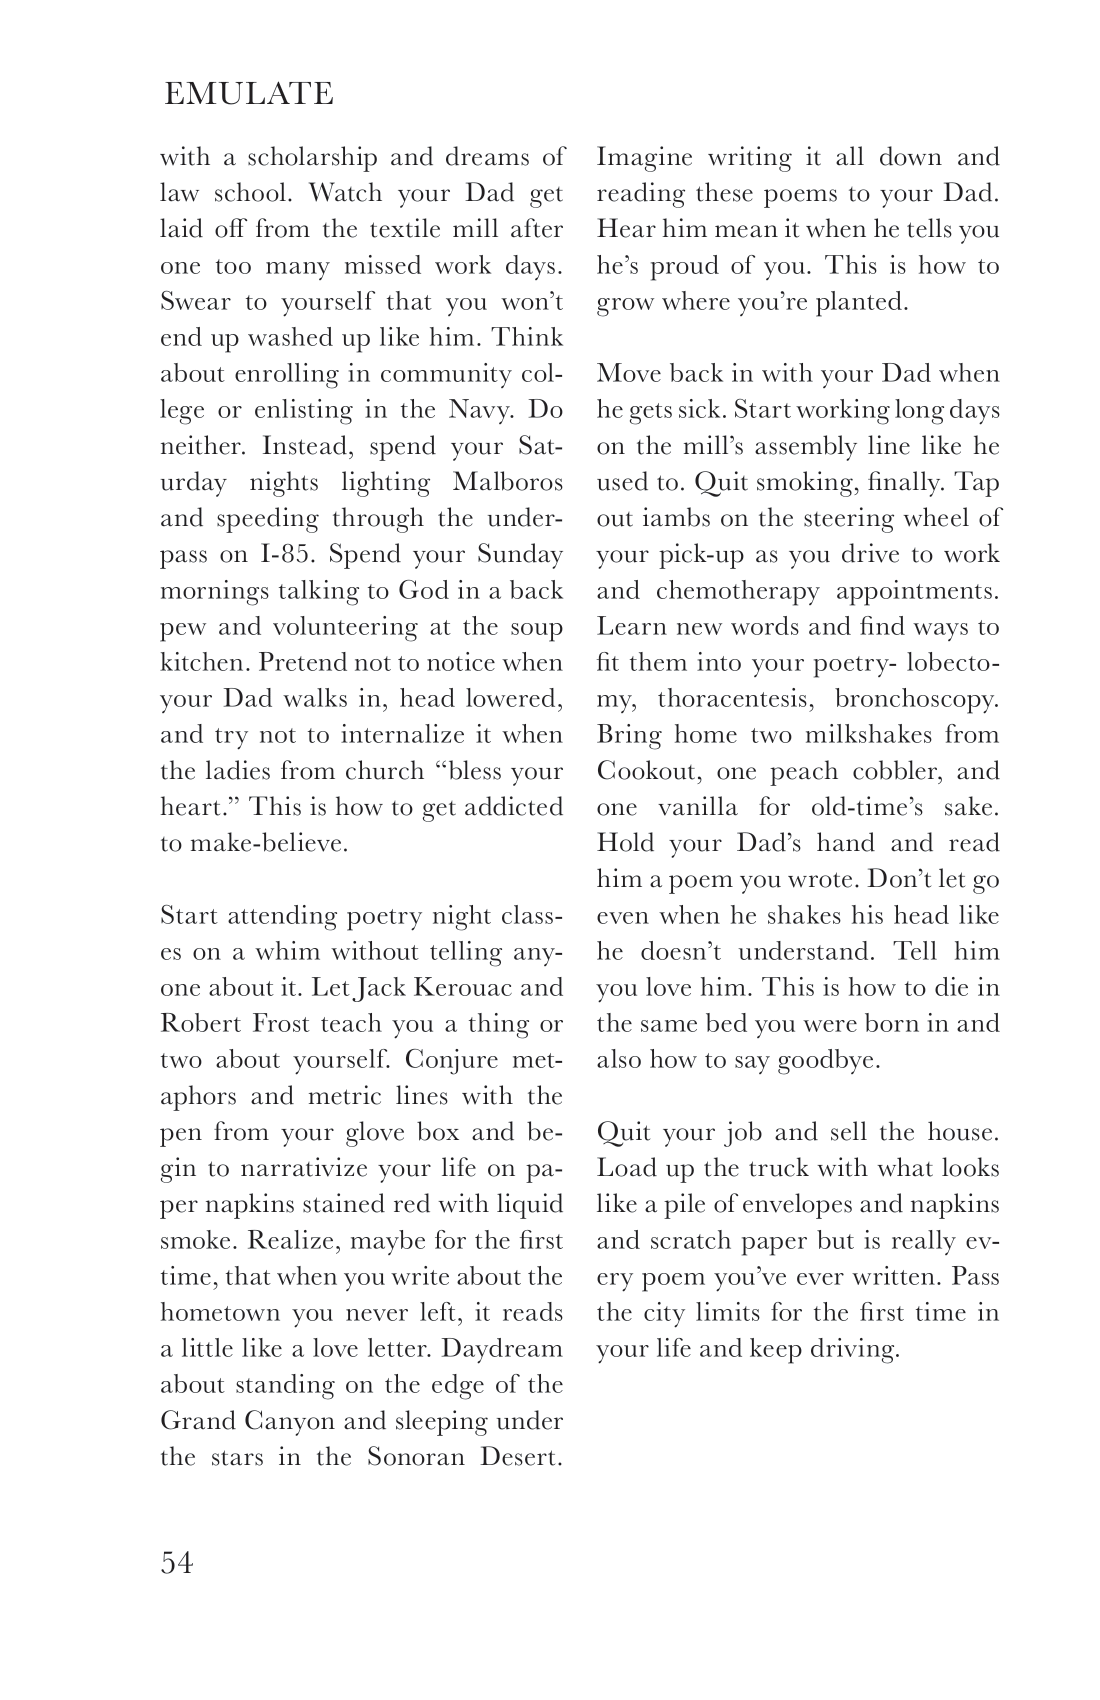 EMULATE
with a scholarship and dreams of
law school. Watch your Dad get
laid off from the textile mill after
one too many missed work days.
Swear to yourself that you won’t
end up washed up like him. Think
about enrolling in community col-
lege or enlisting in the Navy. Do
neither. Instead, spend your Sat-
urday nights lighting Malboros
and speeding through the under-
pass on I-85. Spend your Sunday
mornings talking to God in a back
pew and volunteering at the soup
kitchen. Pretend not to notice when
your Dad walks in, head lowered,
and try not to internalize it when
the ladies from church “bless your
heart.” This is how to get addicted
to make-believe.
Start attending poetry night class-
es on a whim without telling any-
one about it. Let Jack Kerouac and
Robert Frost teach you a thing or
two about yourself. Conjure met-
aphors and metric lines with the
pen from your glove box and be-
gin to narrativize your life on pa-
per napkins stained red with liquid
smoke. Realize, maybe for the first
time, that when you write about the
hometown you never left, it reads
a little like a love letter. Daydream
about standing on the edge of the
Grand Canyon and sleeping under
the stars in the Sonoran Desert.
Imagine writing it all down and
reading these poems to your Dad.
Hear him mean it when he tells you
he’s proud of you. This is how to
grow where you’re planted.
Move back in with your Dad when
he gets sick. Start working long days
on the mill’s assembly line like he
used to. Quit smoking, finally. Tap
out iambs on the steering wheel of
your pick-up as you drive to work
and chemotherapy appointments.
Learn new words and find ways to
fit them into your poetry- lobecto-
my, thoracentesis, bronchoscopy.
Bring home two milkshakes from
Cookout, one peach cobbler, and
one vanilla for old-time’s sake.
Hold your Dad’s hand and read
him a poem you wrote. Don’t let go
even when he shakes his head like
he doesn’t understand. Tell him
you love him. This is how to die in
the same bed you were born in and
also how to say goodbye.
Quit your job and sell the house.
Load up the truck with what looks
like a pile of envelopes and napkins
and scratch paper but is really ev-
ery poem you’ve ever written. Pass
the city limits for the first time in
your life and keep driving.
54